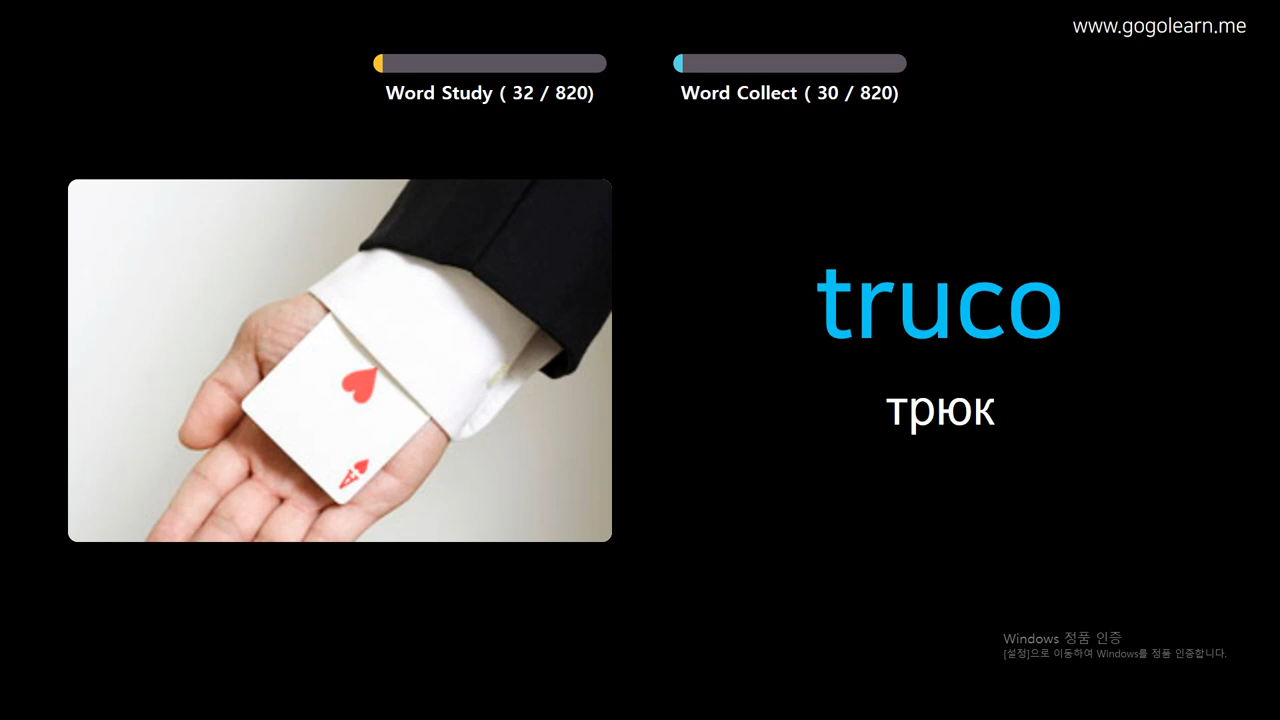 www.gogolearn.me
Word Study ( 32 / 820)
Word Collect ( 30 / 820)
A
truco
трюк
Windows 정품 인증
[설정]으로 이동하여 Windows를 정품 인증합니다.